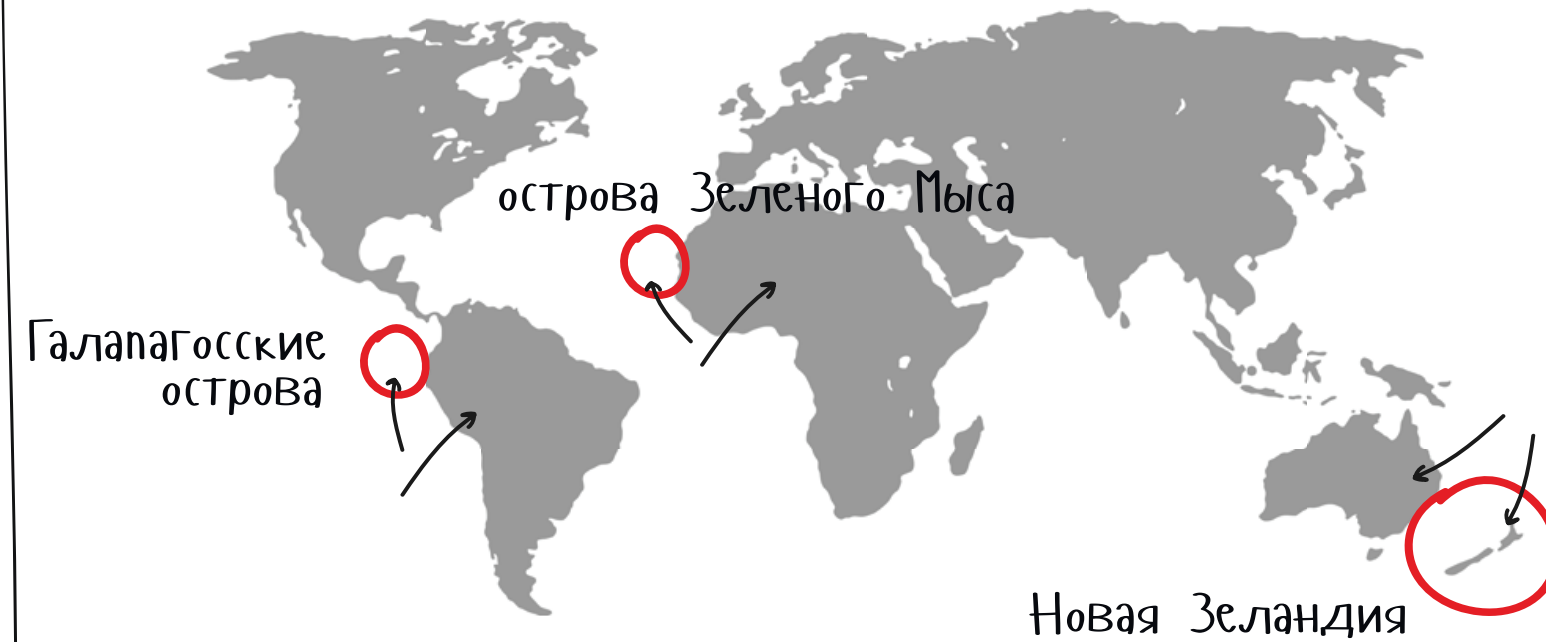 острова Зеленого Мыса
Галапагосские
острова
Новая Зеландия